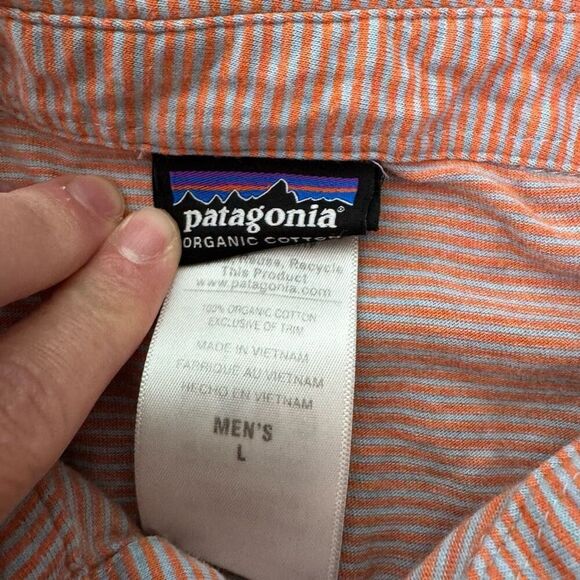 patagonia®
ORGANIC COTTON
Reuse, Recycle
This Product
www.patagonia.com
100% ORGANIC COTTON
EXCLUSIVE OF TRIM
MADE IN VIETNAM
FABRIQUE AU VIETNAM
HECHO EN VIETNAM
MEN'S
L